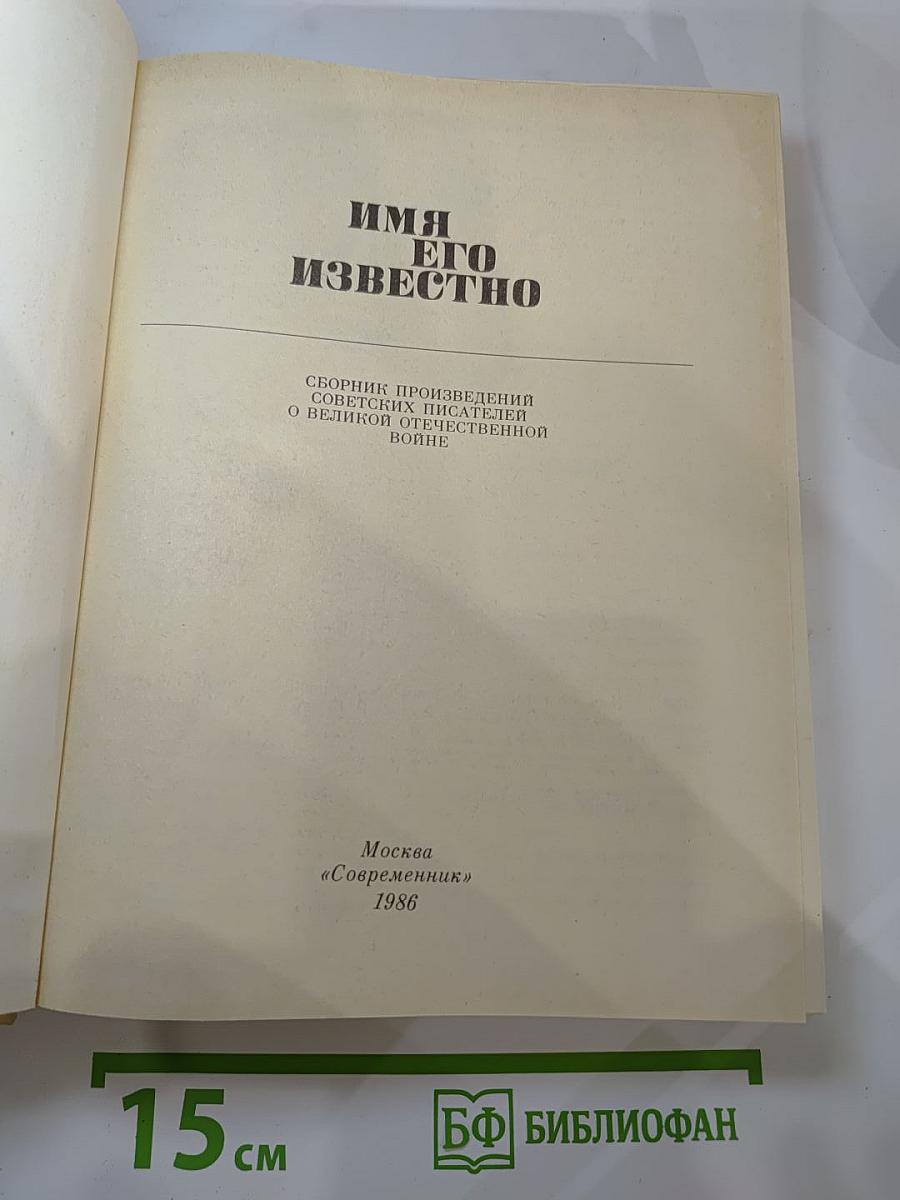 ИМЯ
ЕГО
ИЗВЕСТНО
СБОРНИК ПРОИЗВЕДЕНИЙ
СОВЕТСКИХ ПИСАТЕЛЕЙ
О ВЕЛИКОЙ ОТЕЧЕСТВЕННОЙ
ВОЙНЕ
Москва
«Современник»
1986
15 см
БФ БИБЛИОФАН